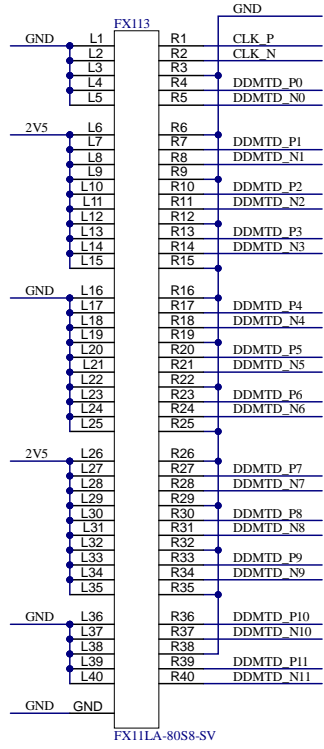 GND
FX113
GND L1 R1 CLK_P
L2 R2 CLK_N
L3 R3
L4 R4 DDMTD_P0
L5 R5 DDMTD_N0
2V5 L6 R6
L7 R7 DDMTD_P1
L8 R8 DDMTD_N1
L9 R9
L10 R10 DDMTD_P2
L11 R11 DDMTD_N2
L12 R12
L13 R13 DDMTD_P3
L14 R14 DDMTD_N3
L15 R15
GND L16 R16
L17 R17 DDMTD_P4
L18 R18 DDMTD_N4
L19 R19
L20 R20 DDMTD_P5
L21 R21 DDMTD_N5
L22 R22
L23 R23 DDMTD_P6
L24 R24 DDMTD_N6
L25 R25
2V5 L26 R26
L27 R27 DDMTD_P7
L28 R28 DDMTD_N7
L29 R29
L30 R30 DDMTD_P8
L31 R31 DDMTD_N8
L32 R32
L33 R33 DDMTD_P9
L34 R34 DDMTD_N9
L35 R35
GND L36 R36 DDMTD_P10
L37 R37 DDMTD_N10
L38 R38
L39 R39 DDMTD_P11
L40 R40 DDMTD_N11
GND GND
FX11LA-80S8-SV